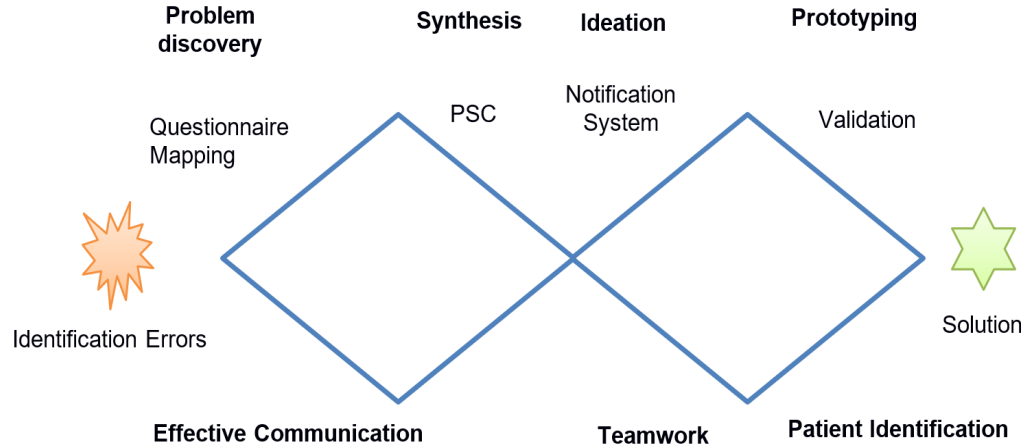 Problem
discovery
Synthesis
Ideation
Prototyping
Questionnaire
Mapping
PSC
Notification
System
Validation
Identification Errors
Solution
Effective Communication
Teamwork
Patient Identification